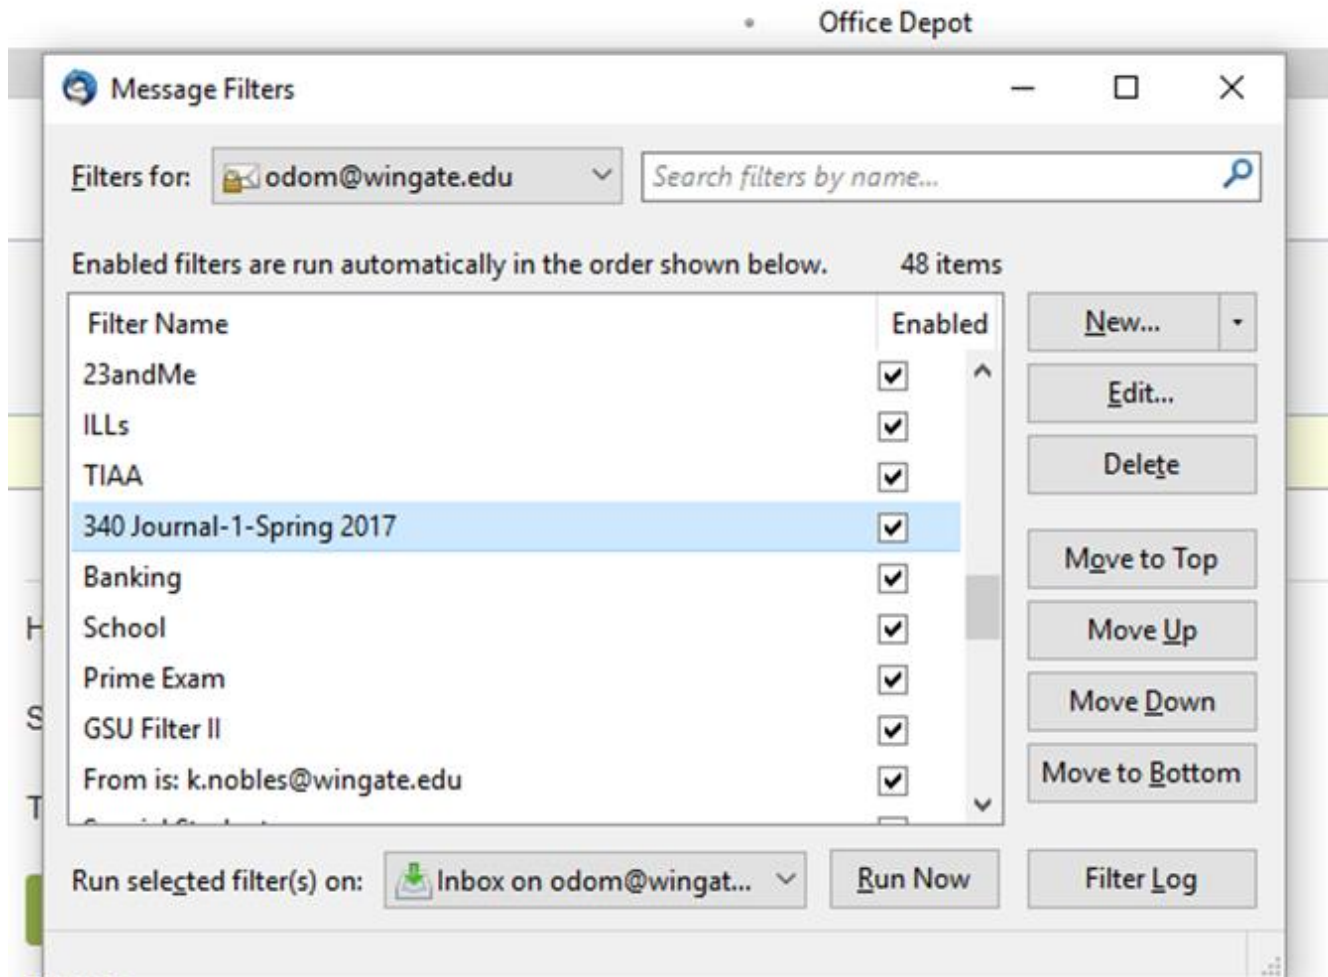 Office Depot
Message Filters
Filters for: odom@wingate.edu Search filters by name...
Enabled filters are run automatically in the order shown below. 48 items
Filter Name Enabled New...
23andMe
Edit...
ILLs
TIAA Delete
340 Journal-1-Spring 2017
Move to Top
Banking
School Move Up
Prime Exam
Move Down
GSU Filter II
From is: k.nobles@wingate.edu Move to Bottom
Run selected filter(s) on: Inbox on odom@wingat... Run Now Filter Log